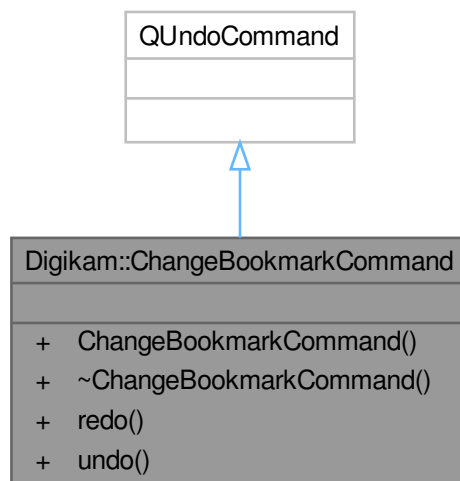 QUndoCommand
Digikam::ChangeBookmarkCommand
+ ChangeBookmarkCommand()
+ ~ChangeBookmarkCommand()
+ redo()
+ undo()